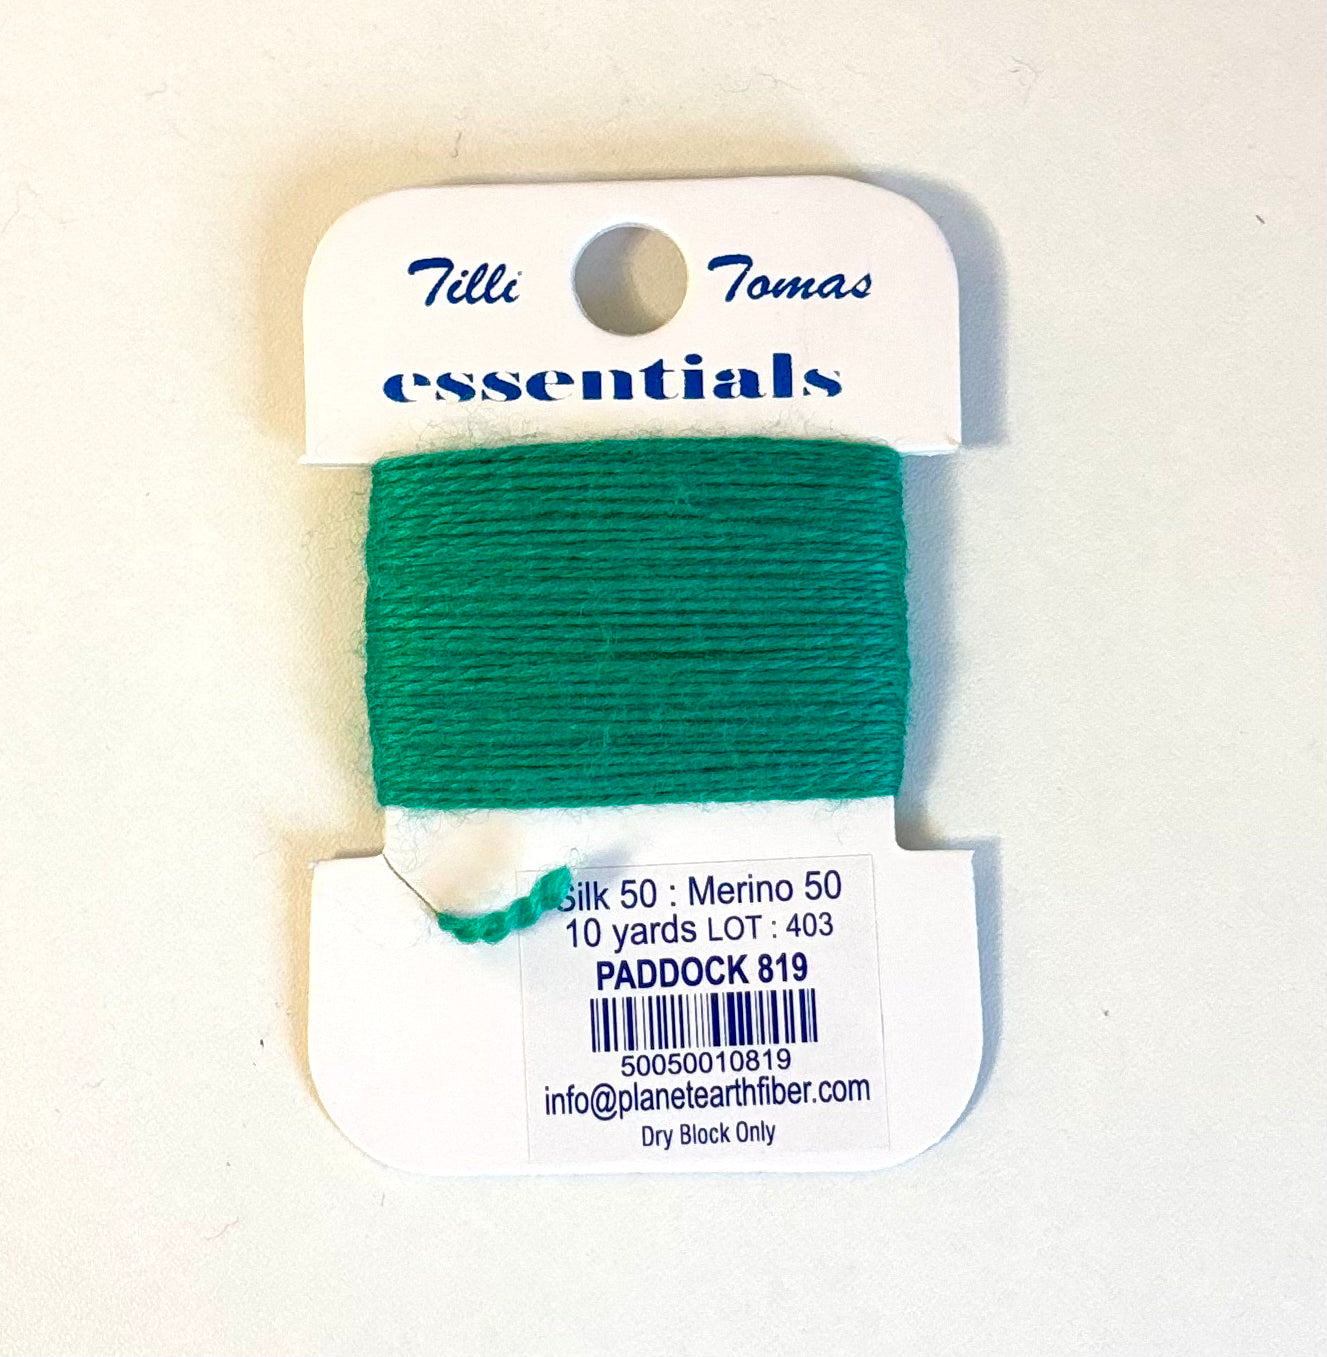 Tilli Tomas
essentials
Silk 50 : Merino 50
10 yards LOT : 403
PADDOCK 819
50050010819
info@planetearthfiber.com
Dry Block Only